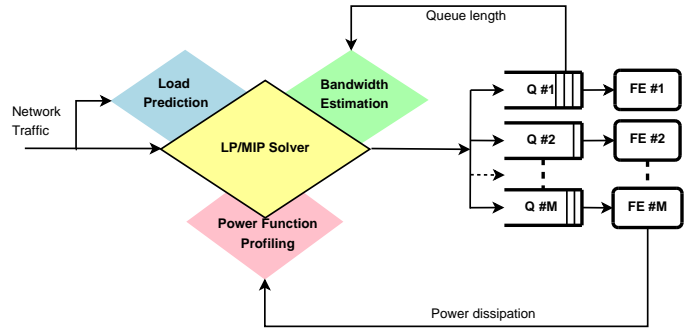 Queue length
Load
Prediction
Bandwidth
Estimation
Q #1
FE #1
Network
Traffic
LP/MIP Solver
Q #2
FE #2
Q #M
FE #M
Power Function
Profiling
Power dissipation